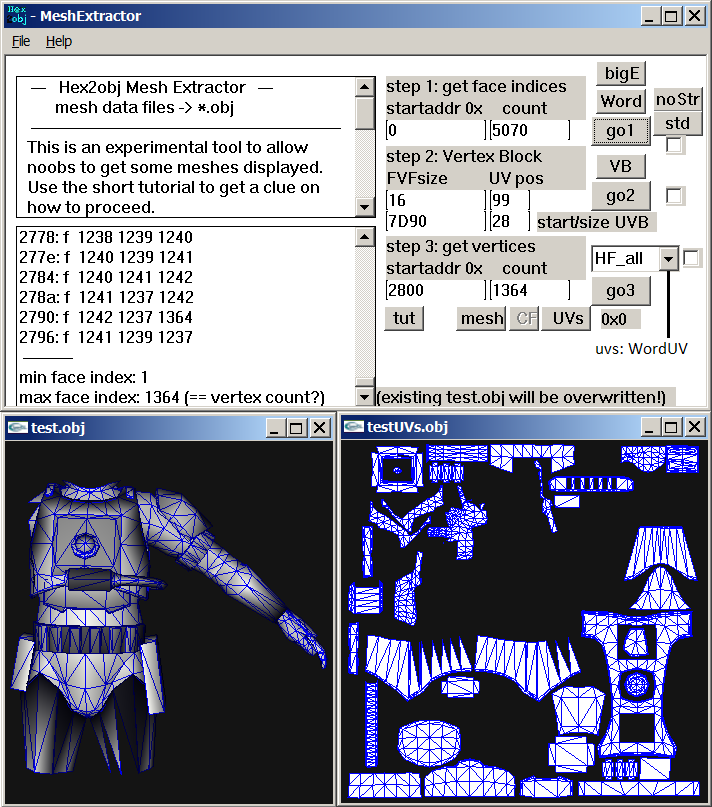 Hex
obj - MeshExtractor
File Help
— Hex2obj Mesh Extractor —
mesh data files -> *.obj
This is an experimental tool to allow
noobs to get some meshes displayed.
Use the short tutorial to get a clue on
how to proceed.
2778: f 1238 1239 1240
277e: f 1240 1239 1241
2784: f 1240 1241 1242
278a: f 1241 1237 1242
2790: f 1242 1237 1364
2796: f 1241 1239 1237
min face index: 1
max face index: 1364 (== vertex count?)
step 1: get face indices
startaddr 0x count
0 5070
bigE
Word
noStr
go1
std
step 2: Vertex Block
FVFsize UV pos
16 99
7D90 28 start/size UVB
VB
go2
step 3: get vertices
startaddr 0x count
2800 1364
HF_all
go3
tut mesh CF UVs 0x0
uvs: WordUV
(existing test.obj will be overwritten!)
test.obj
testUVs.obj